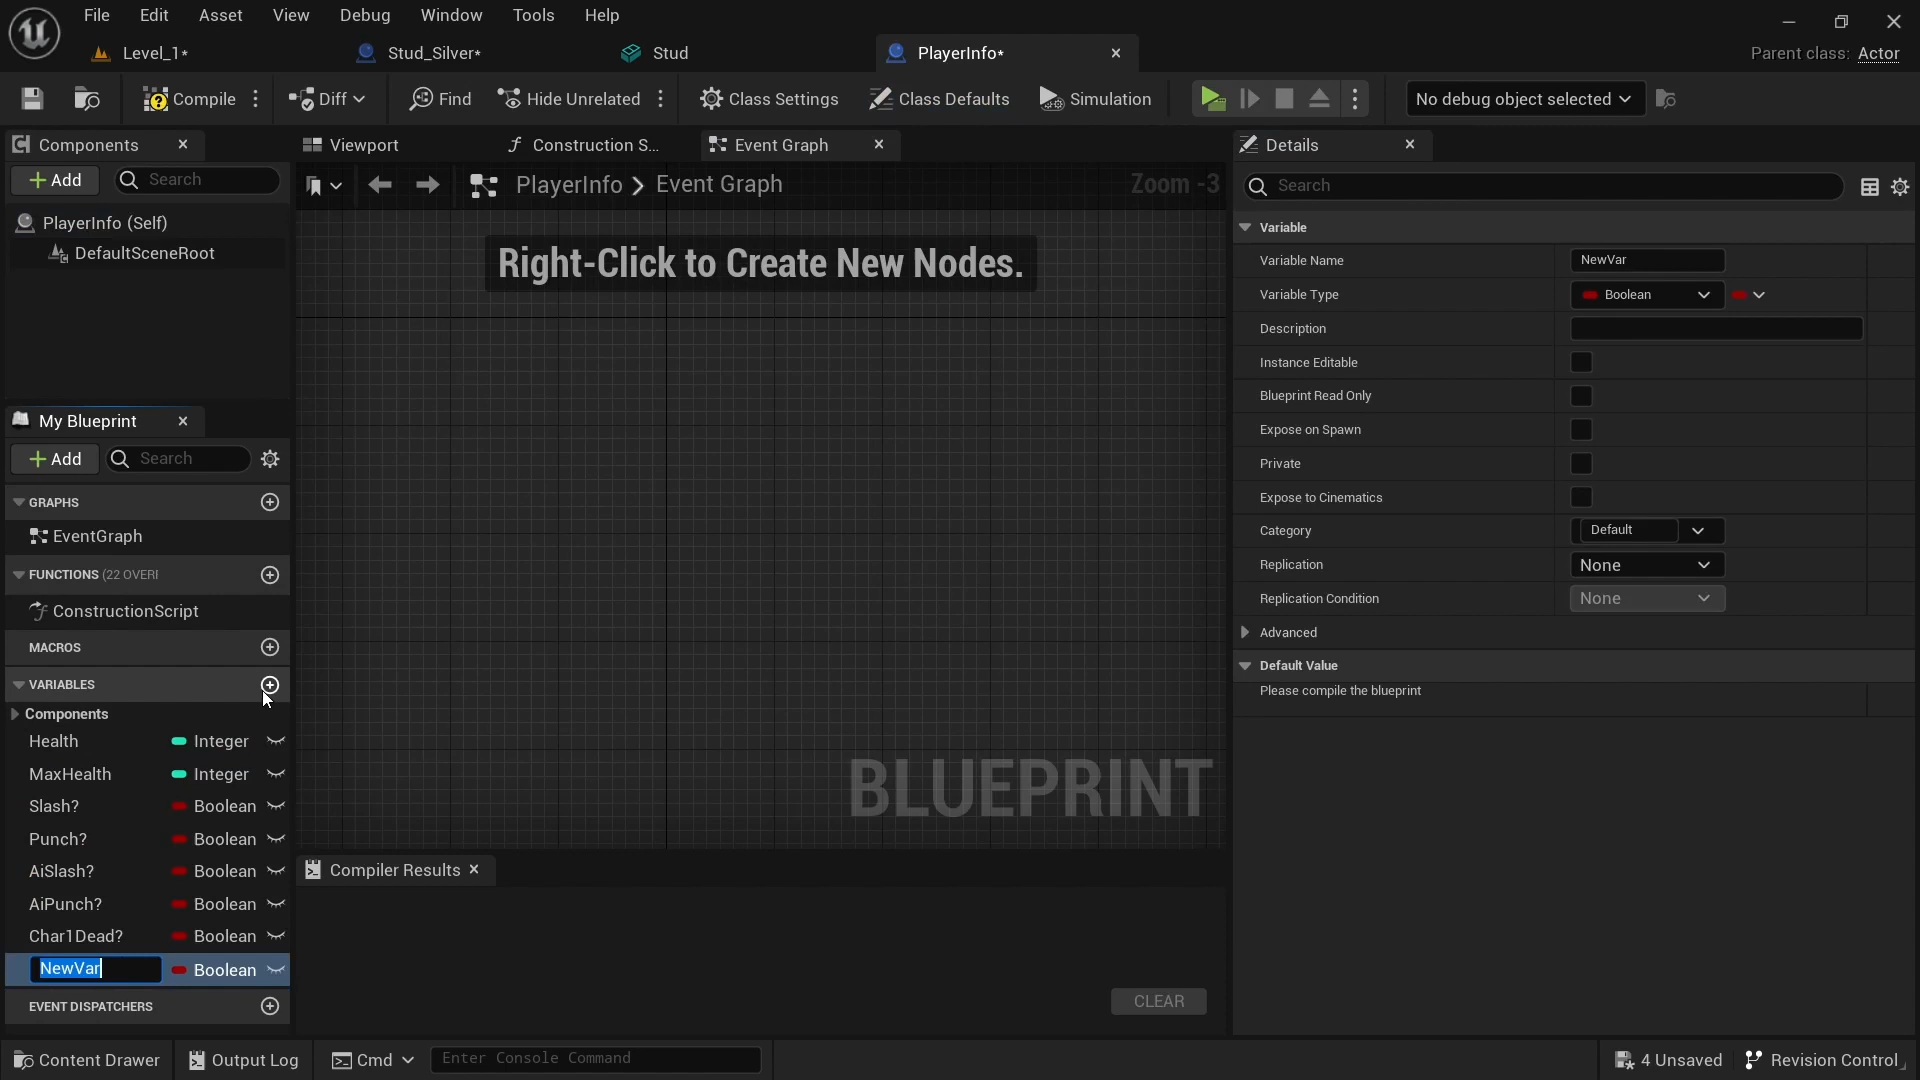 File Edit Asset View Debug Window Tools Help
Level_1* Stud_Silver* Stud PlayerInfo* Parent class: Actor
Compile Diff Find Hide Unrelated Class Settings Class Defaults Simulation No debug object selected
Components Viewport Construction S... Event Graph Details
Add Search PlayerInfo > Event Graph Zoom -3 Search
PlayerInfo (Self)
DefaultSceneRoot
Right-Click to Create New Nodes.
BLUEPRINT
My Blueprint
Add Search
GRAPHS
EventGraph
FUNCTIONS (22 OVERI
ConstructionScript
MACROS
VARIABLES
Components
Health Integer
MaxHealth Integer
Slash? Boolean
Punch? Boolean
AiSlash? Boolean
AiPunch? Boolean
Char1Dead? Boolean
NewVar Boolean
EVENT DISPATCHERS
Compiler Results
CLEAR
Variable
Variable Name NewVar
Variable Type Boolean
Description
Instance Editable
Blueprint Read Only
Expose on Spawn
Private
Expose to Cinematics
Category Default
Replication None
Replication Condition None
Advanced
Default Value
Please compile the blueprint
Content Drawer Output Log Cmd Enter Console Command 4 Unsaved Revision Control